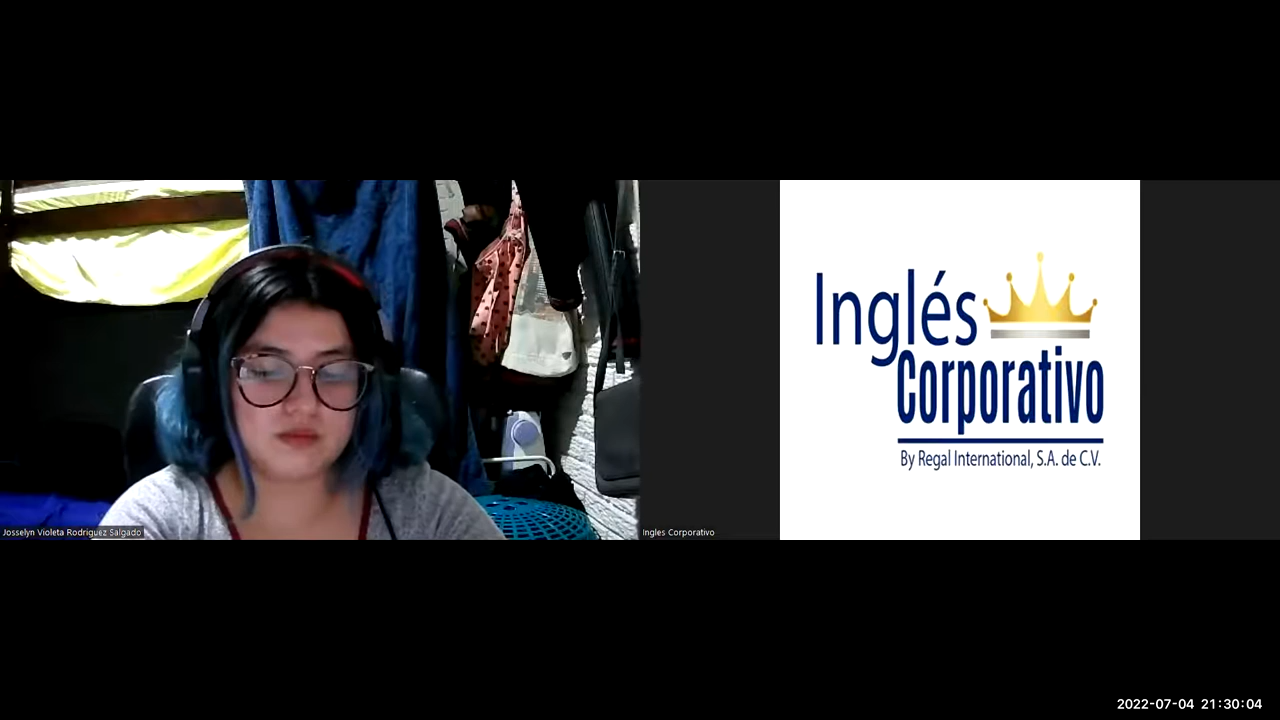 Inglés
Corporativo
By Regal International, S.A. de C.V.
Josselyn Violeta Rodriguez Salgado
Ingles Corporativo
2022-07-04 21:30:04